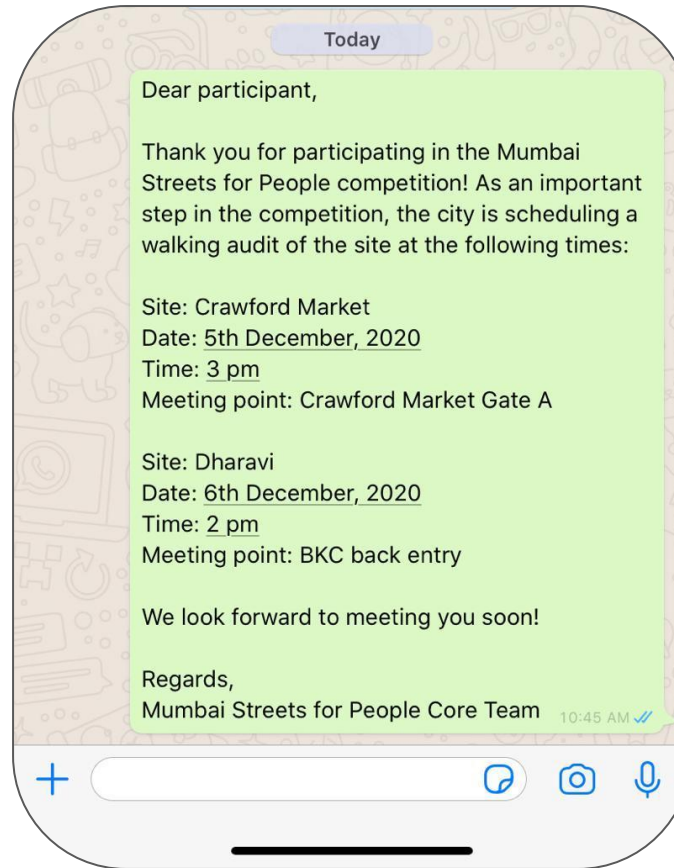 Today
Dear participant,
Thank you for participating in the Mumbai
Streets for People competition! As an important
step in the competition, the city is scheduling a
walking audit of the site at the following times:
Site: Crawford Market
Date: 5th December, 2020
Time: 3 pm
Meeting point: Crawford Market Gate A
Site: Dharavi
Date: 6th December, 2020
Time: 2 pm
Meeting point: BKC back entry
We look forward to meeting you soon!
Regards,
Mumbai Streets for People Core Team 10:45 AM